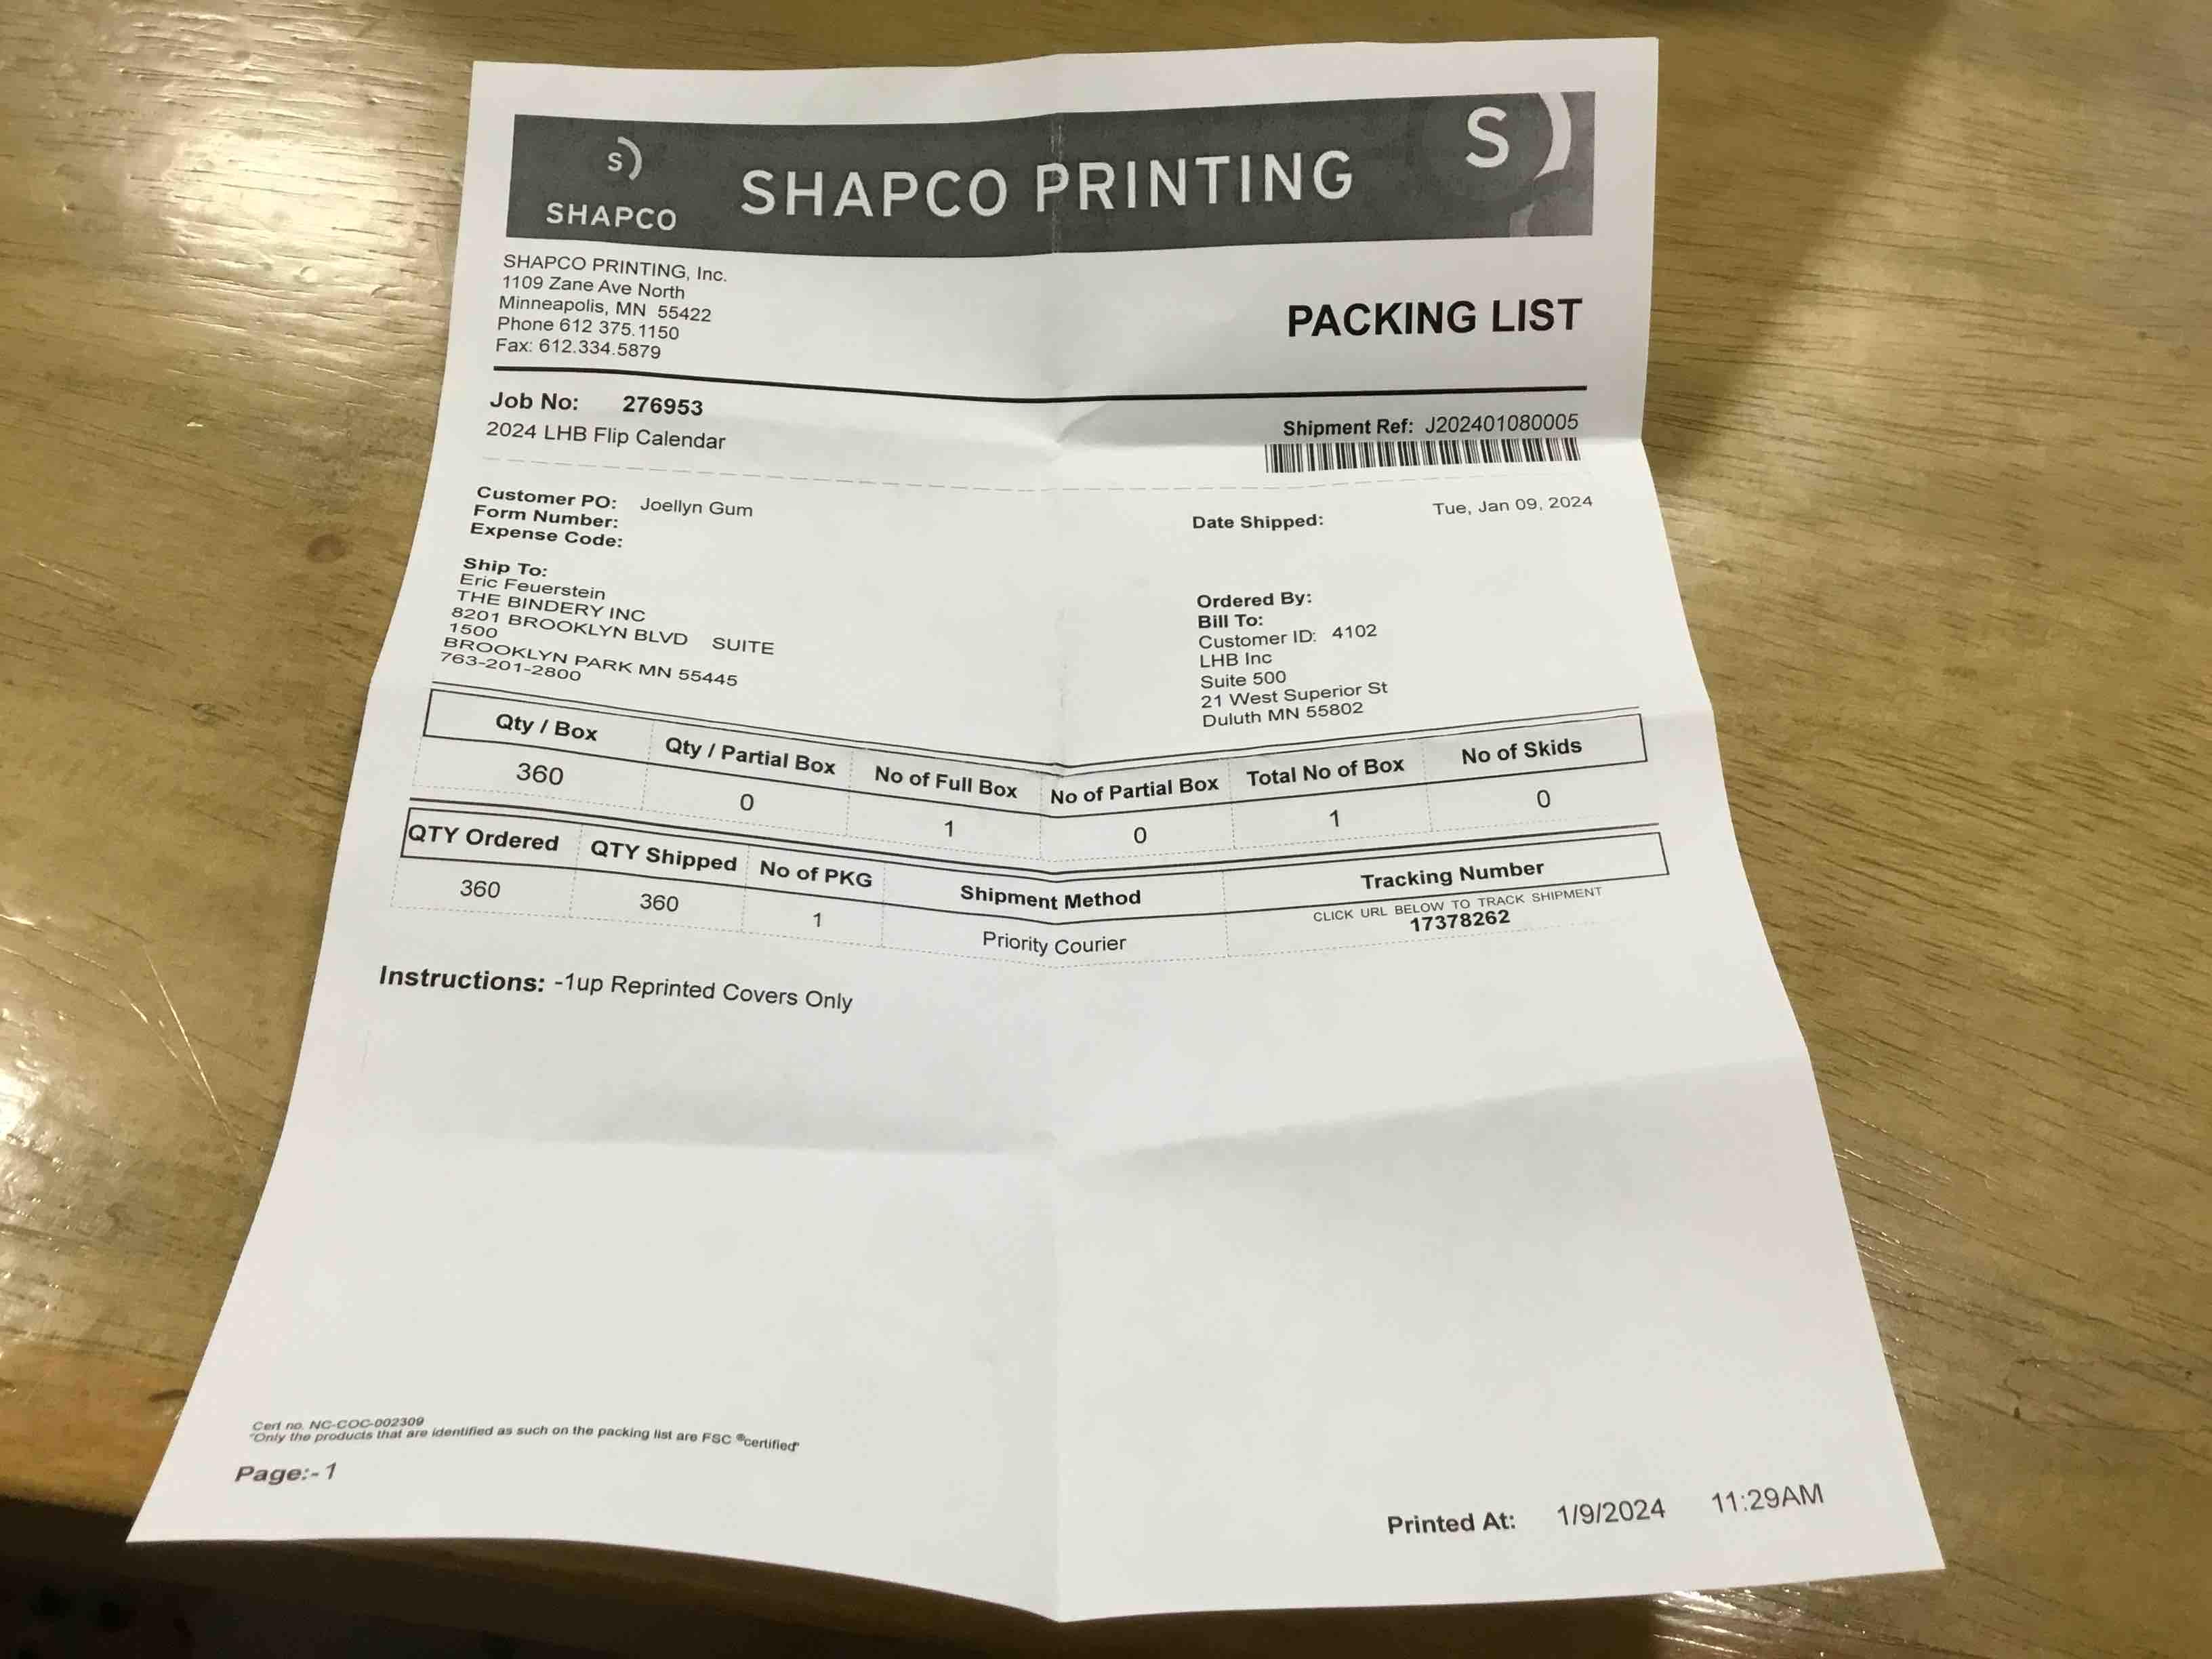 S)
SHAPCO
SHAPCO PRINTING
S)
SHAPCO PRINTING, Inc.
1109 Zane Ave North
Minneapolis, MN 55422
Phone 612 375.1150
Fax: 612.334.5879
PACKING LIST
Job No: 276953
2024 LHB Flip Calendar
Shipment Ref: J202401080005
Customer PO: Joellyn Gum
Form Number:
Expense Code:
Date Shipped: Tue, Jan 09, 2024
Ship To:
Eric Feuerstein
THE BINDERY INC
8201 BROOKLYN BLVD SUITE
1500
BROOKLYN PARK MN 55445
763-201-2800
Ordered By:
Bill To:
Customer ID: 4102
LHB Inc
Suite 500
21 West Superior St
Duluth MN 55802
Qty / Box Qty / Partial Box No of Full Box No of Partial Box Total No of Box No of Skids
360 0 1 0 1 0
QTY Ordered QTY Shipped No of PKG Shipment Method Tracking Number
CLICK URL BELOW TO TRACK SHIPMENT
360 360 1 Priority Courier 17378262
Instructions: -1up Reprinted Covers Only
Cert no. NC-COC-002309
"Only the products that are identified as such on the packing list are FSC ®certified"
Page:- 1
Printed At: 1/9/2024 11:29AM